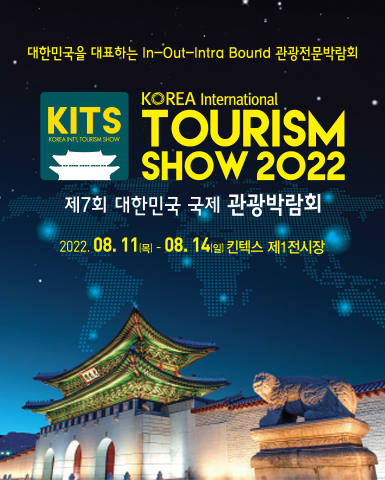 대한민국을 대표하는 In-Out-Intra Bound 관광전문박람회
KITS
KOREA INT'L TOURISM SHOW
KOREA International
TOURISM
SHOW 2022
제7회 대한민국 국제 관광박람회
2022. 08. 11(목) - 08. 14(일) 킨텍스 제1전시장